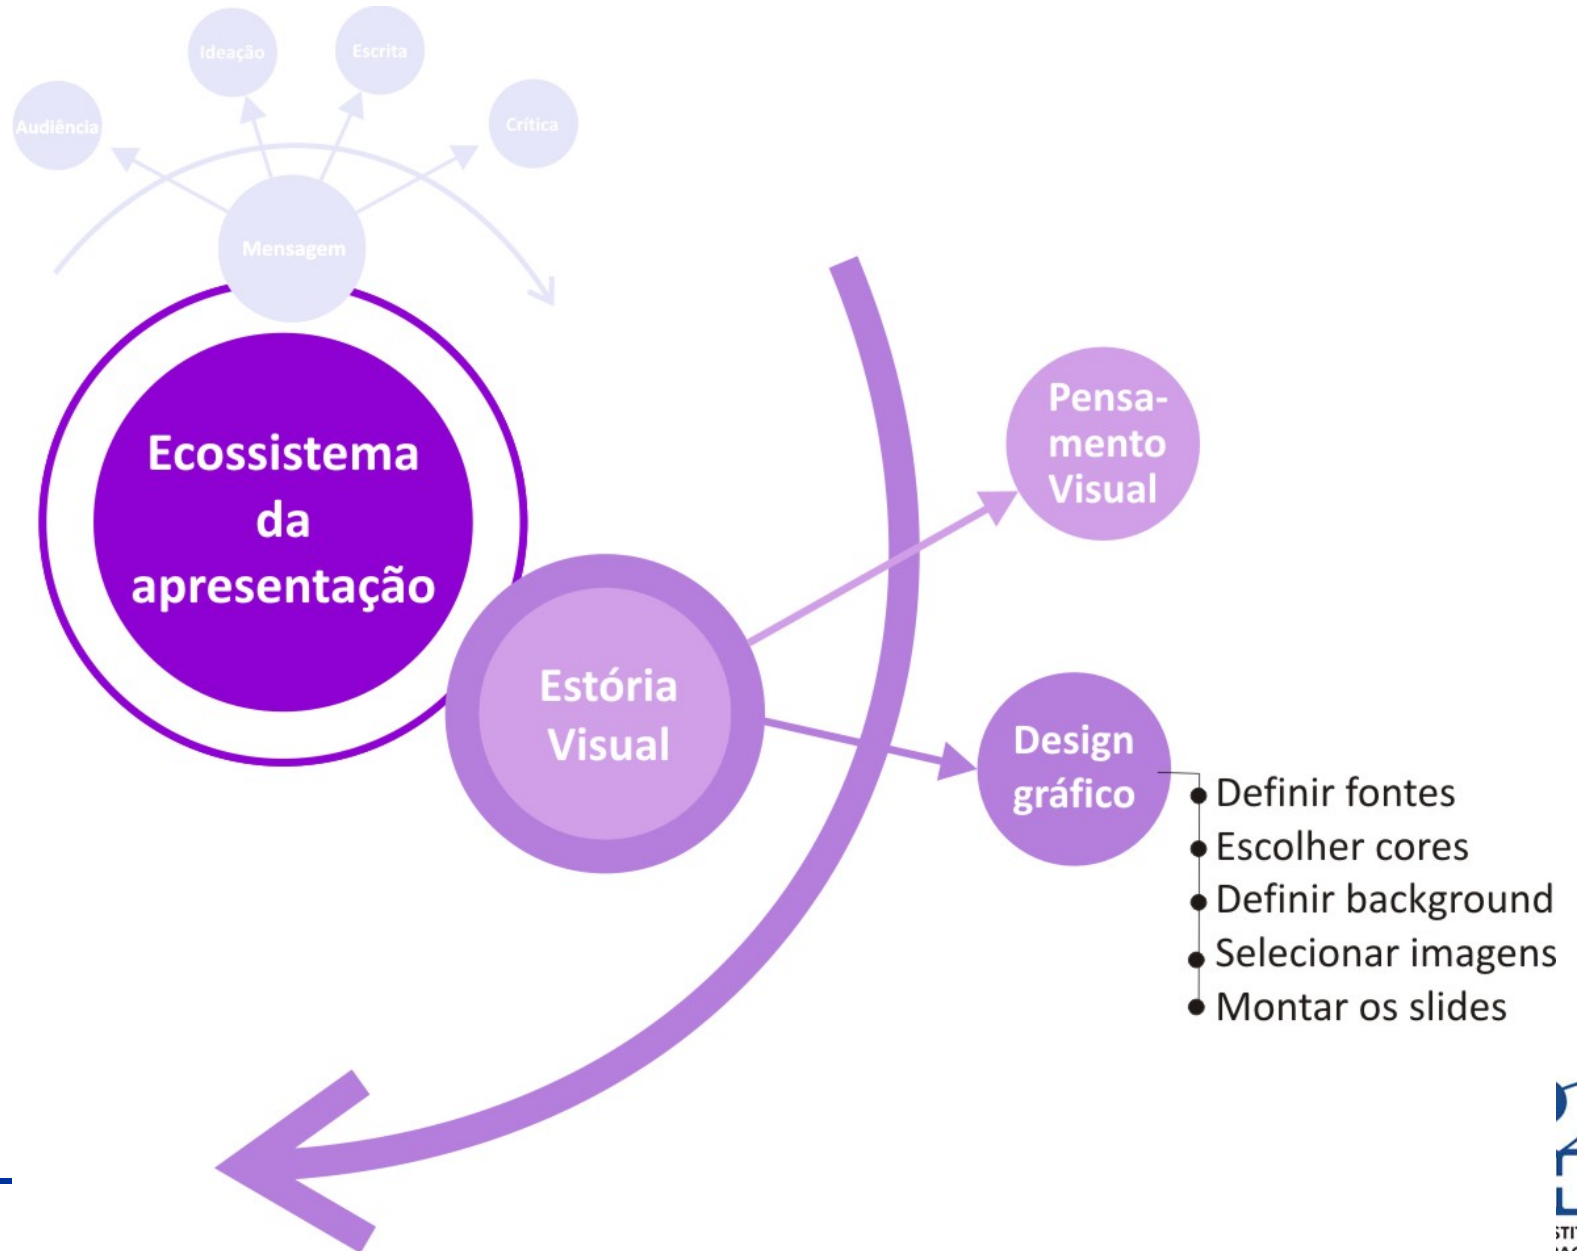 Ideação
Escrita
Audiência
Crítica
Mensagem
Ecossistema
da
apresentação
Pensa-
mento
Visual
Estória
Visual
Design
gráfico
Definir fontes
Escolher cores
Definir background
Selecionar imagens
Montar os slides